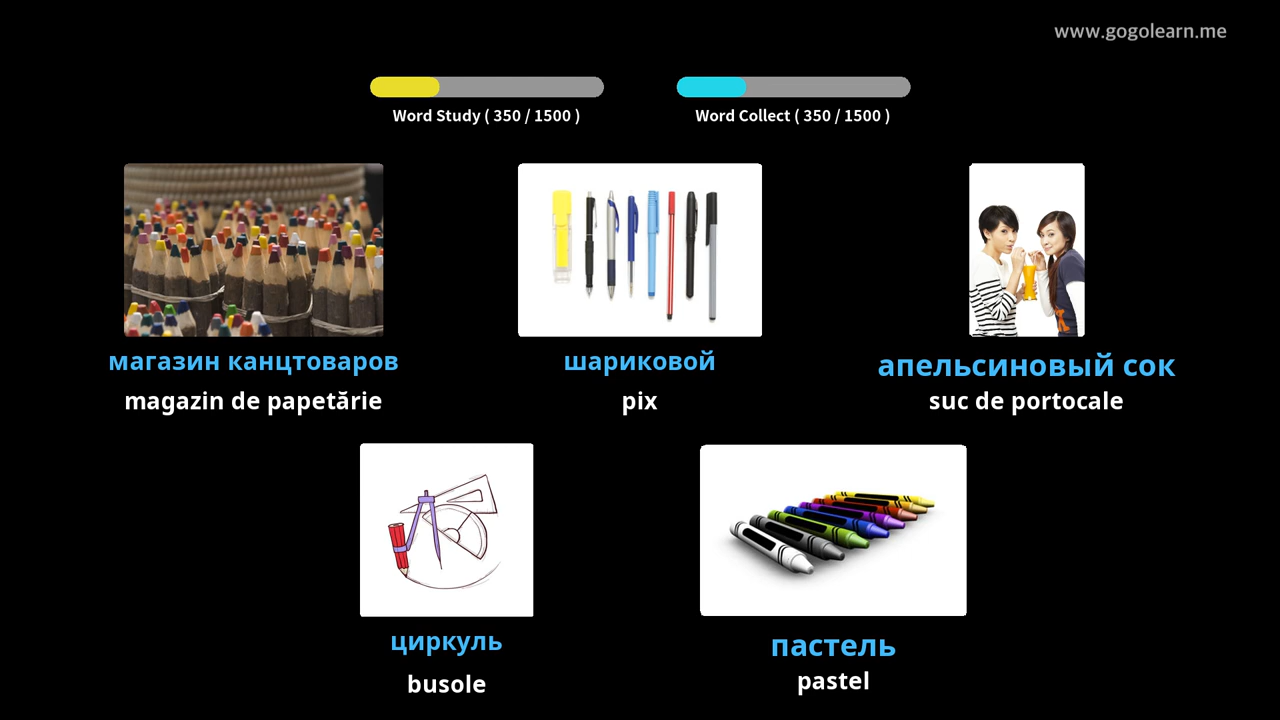 www.gogolearn.me
Word Study ( 350 / 1500 )
Word Collect ( 350 / 1500 )
магазин канцтоваров
magazin de papetărie
шариковой
pix
апельсиновый сок
suc de portocale
циркуль
busole
пастель
pastel